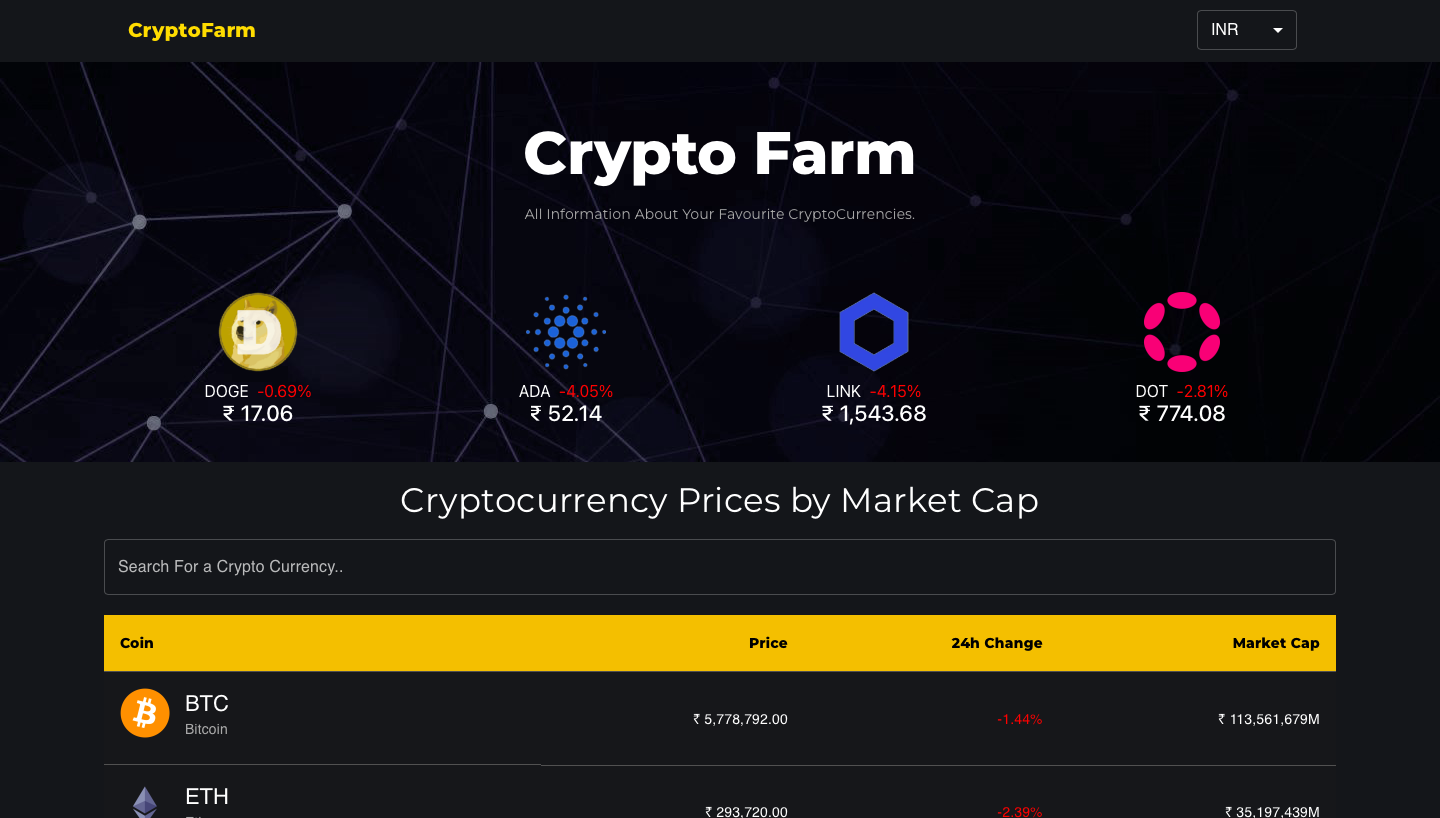 CryptoFarm
INR
Crypto Farm
All Information About Your Favourite CryptoCurrencies.
DOGE -0.69%
₹ 17.06
ADA -4.05%
₹ 52.14
LINK -4.15%
₹ 1,543.68
DOT -2.81%
₹ 774.08
Cryptocurrency Prices by Market Cap
Search For a Crypto Currency..
Coin Price 24h Change Market Cap
BTC
Bitcoin
₹ 5,778,792.00 -1.44% ₹ 113,561,679M
ETH
₹ 293,720.00 -2.39% ₹ 35,197,439M